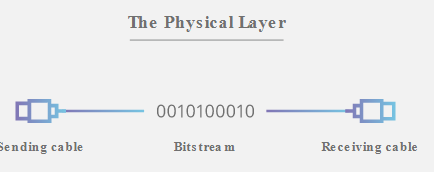 The Physical Layer
0010100010
Sending cable Bitstream Receiving cable